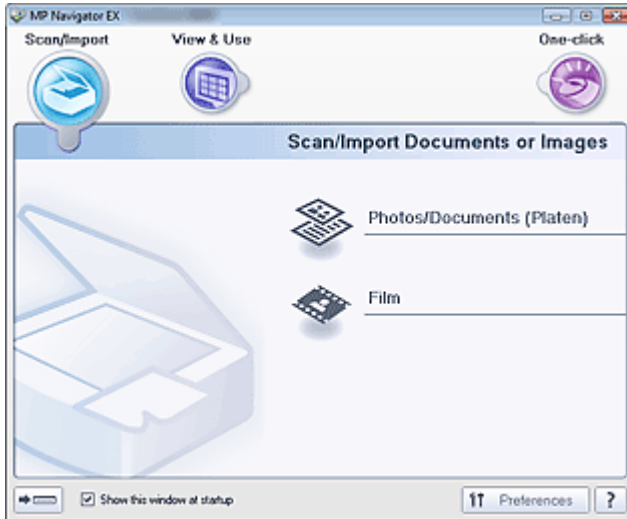 MP Navigator EX
Scan/Import
View & Use
One-click
Scan/Import Documents or Images
Photos/Documents (Platen)
Film
Show this window at startup
Preferences
?